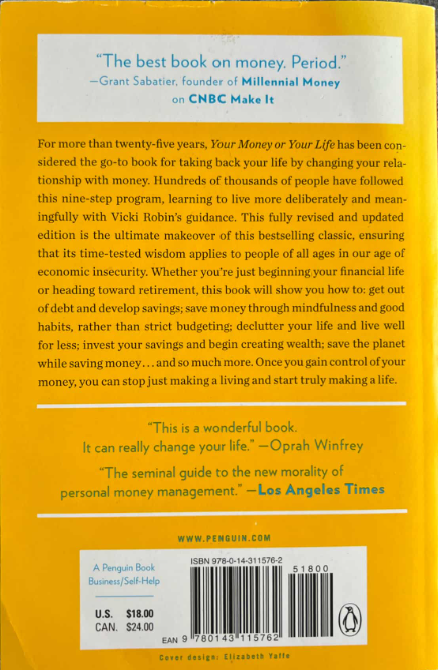 “The best book on money. Period.”
—Grant Sabatier, founder of Millennial Money
on CNBC Make It
For more than twenty-five years, Your Money or Your Life has been con-
sidered the go-to book for taking back your life by changing your rela-
tionship with money. Hundreds of thousands of people have followed
this nine-step program, learning to live more deliberately and mean-
ingfully with Vicki Robin’s guidance. This fully revised and updated
edition is the ultimate makeover of this bestselling classic, ensuring
that its time-tested wisdom applies to people of all ages in our age of
economic insecurity. Whether you’re just beginning your financial life
or heading toward retirement, this book will show you how to: get out
of debt and develop savings; save money through mindfulness and good
habits, rather than strict budgeting; declutter your life and live well
for less; invest your savings and begin creating wealth; save the planet
while saving money . . . and so much more. Once you gain control of your
money, you can stop just making a living and start truly making a life.
“This is a wonderful book.
It can really change your life.” —Oprah Winfrey
“The seminal guide to the new morality of
personal money management.” —Los Angeles Times
WWW.PENGUIN.COM
A Penguin Book
Business/Self-Help
U.S. $18.00
CAN. $24.00
ISBN 978-0-14-311576-2
51800
EAN 9 780143 115762
Cover design: Elizabeth Yaffe